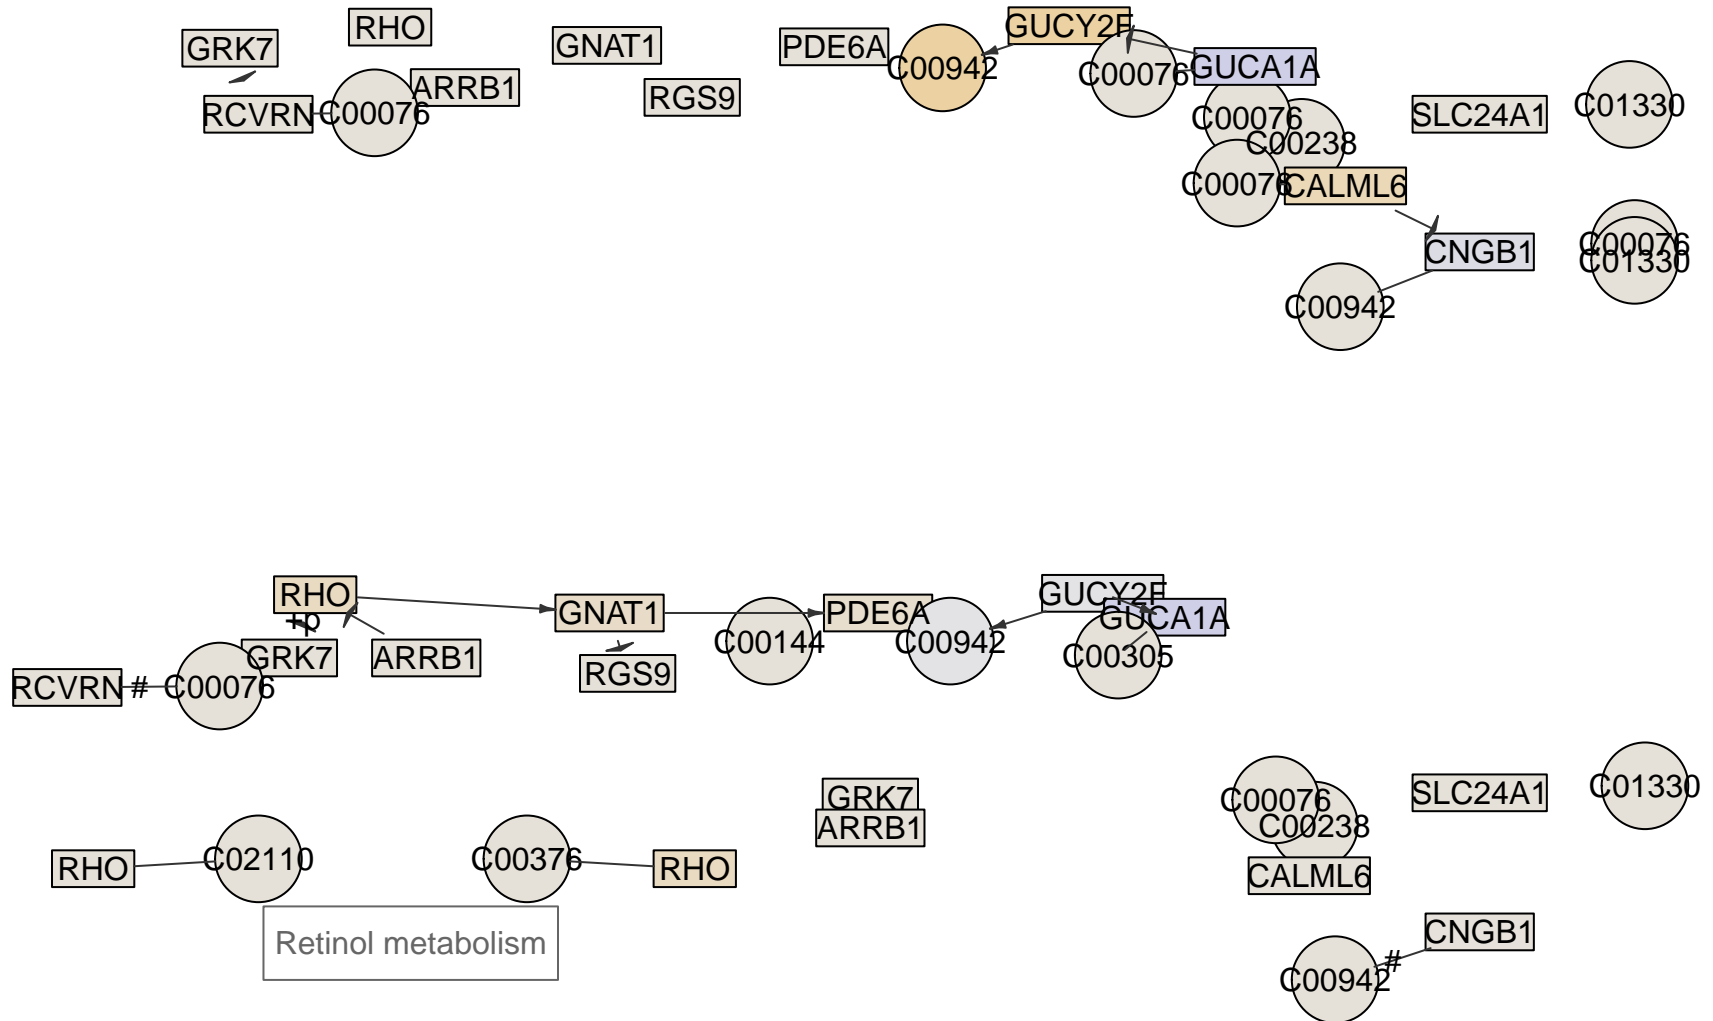 RHO
GRK7
GNAT1
PDE6A
GUCY2F
C00942
C00076
GUCA1A
ARRB1
RGS9
RCVRN
C00076
C00076
C00238
SLC24A1
C01330
C00076
CALML6
C00076
C01330
CNGB1
C00942
RHO
+p
GNAT1
PDE6A
GUCY2F
GUCA1A
C00144
C00942
C00305
GRK7
ARRB1
RGS9
RCVRN
#
C00076
GRK7
ARRB1
C00076
C00238
SLC24A1
C01330
RHO
C02110
C00376
RHO
CALML6
Retinol metabolism
CNGB1
#
C00942